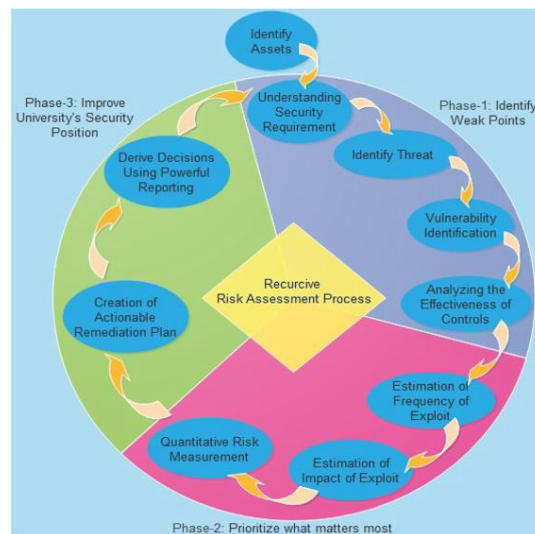 Identify
Assets
Phase-3: Improve
University's Security
Position
Understanding
Security
Requirement
Phase-1: Identify
Weak Points
Identify Threat
Vulnerability
Identification
Analyzing the
Effectiveness of
Controls
Estimation of
Frequency of
Exploit
Estimation of
Impact of Exploit
Quantitative Risk
Measurement
Creation of
Actionable
Remediation Plan
Derive Decisions
Using Powerful
Reporting
Recurcive
Risk Assessment Process
Phase-2: Prioritize what matters most